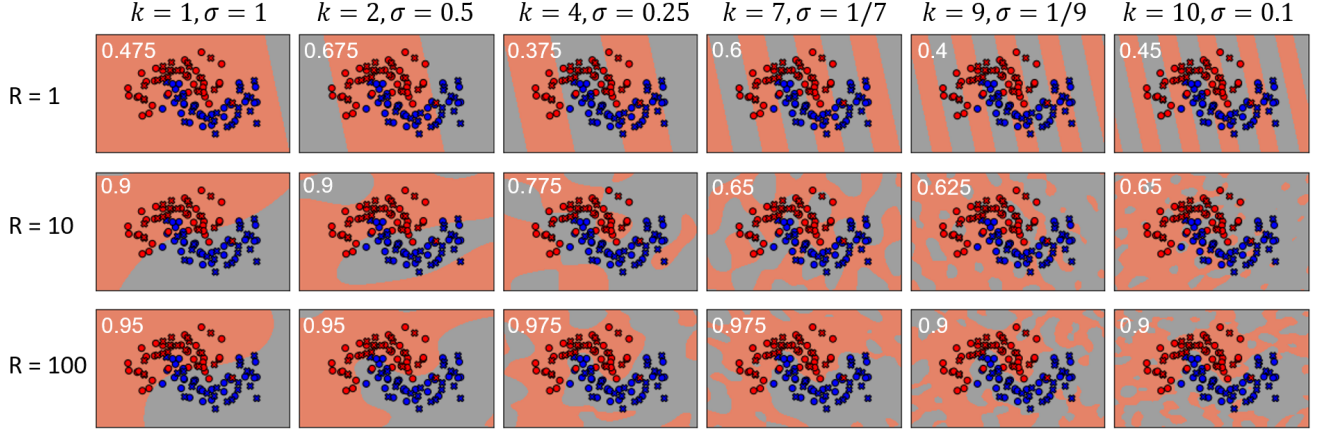 k = 1, σ = 1 k = 2, σ = 0.5 k = 4, σ = 0.25 k = 7, σ = 1/7 k = 9, σ = 1/9 k = 10, σ = 0.1
R = 1 0.475 0.675 0.375 0.6 0.4 0.45
R = 10 0.9 0.9 0.775 0.65 0.625 0.65
R = 100 0.95 0.95 0.975 0.975 0.9 0.9